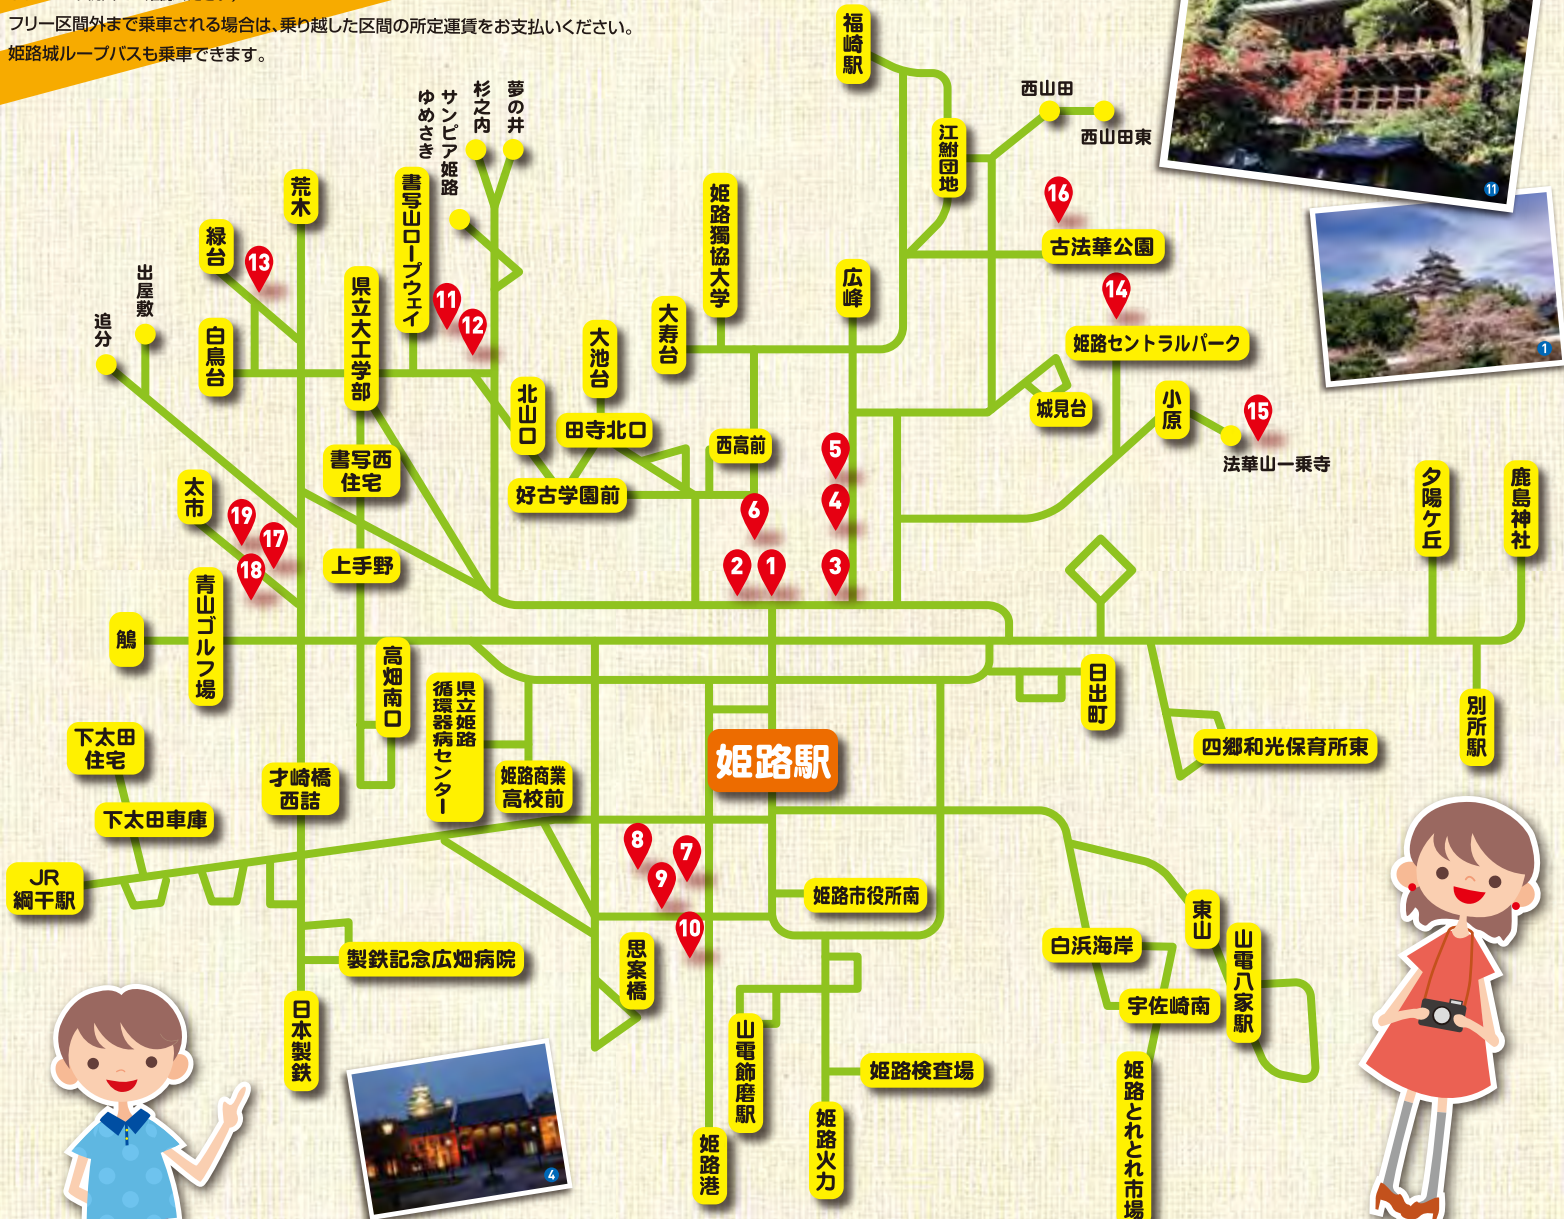 フリー区間外まで乗車される場合は、乗り越した区間の所定運賃をお支払いください。
姫路城ループバスも乗車できます。
福崎駅
西山田
西山田東
江鮒団地
夢の井
杉之内
サンピア姫路
ゆめさき
書写山ロープウェイ
荒木
緑台
13
出屋敷
追分
白鳥台
県立大工学部
11
12
姫路獨協大学
大寿台
広峰
16
古法華公園
14
姫路セントラルパーク
大池台
北山口
田寺北口
西高前
好古学園前
城見台
小原
15
法華山一乗寺
夕陽ケ丘
鹿島神社
書写西
住宅
太市
19
17
18
上手野
青山ゴルフ場
5
4
6
2
1
3
高畑南口
県立姫路
循環器病センター
姫路商業
高校前
姫路駅
日出町
四郷和光保育所東
別所駅
下太田
住宅
下太田車庫
才崎橋
西詰
JR
網干駅
8
7
9
10
姫路市役所南
製鉄記念広畑病院
思案橋
日本製鉄
山電飾磨駅
姫路港
姫路検査場
姫路火力
白浜海岸
東山
宇佐崎南
山電八家駅
姫路とれとれ市場
11
1
4